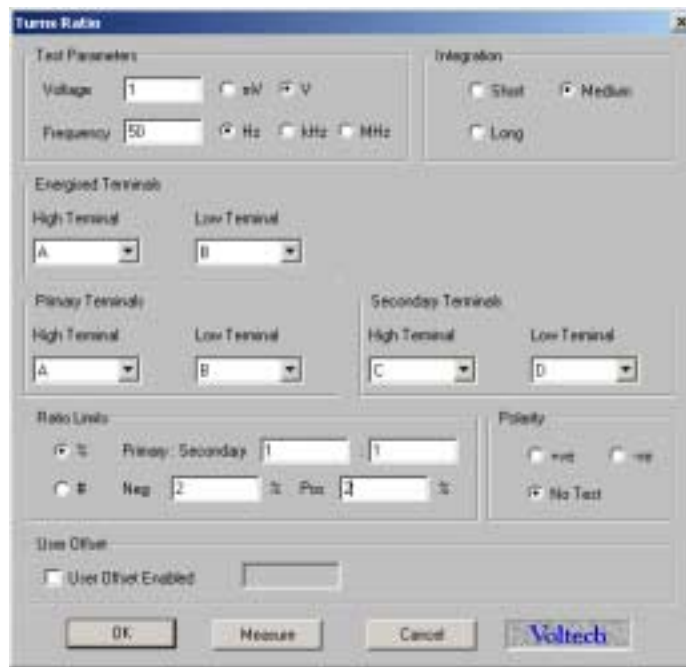 Turns Ratio
Test Parameters
Voltage 1 mV V
Frequency 50 Hz kHz MHz
Integration
Short Medium
Long
Energised Terminals
High Terminal Low Terminal
A B
Primary Terminals
High Terminal Low Terminal
A B
Secondary Terminals
High Terminal Low Terminal
C D
Ratio Limits
% Primary : Secondary 1 : 1
# Neg 2 % Pos 2 %
Polarity
+ve -ve
No Test
User Offset
User Offset Enabled
OK Measure Cancel Voltech